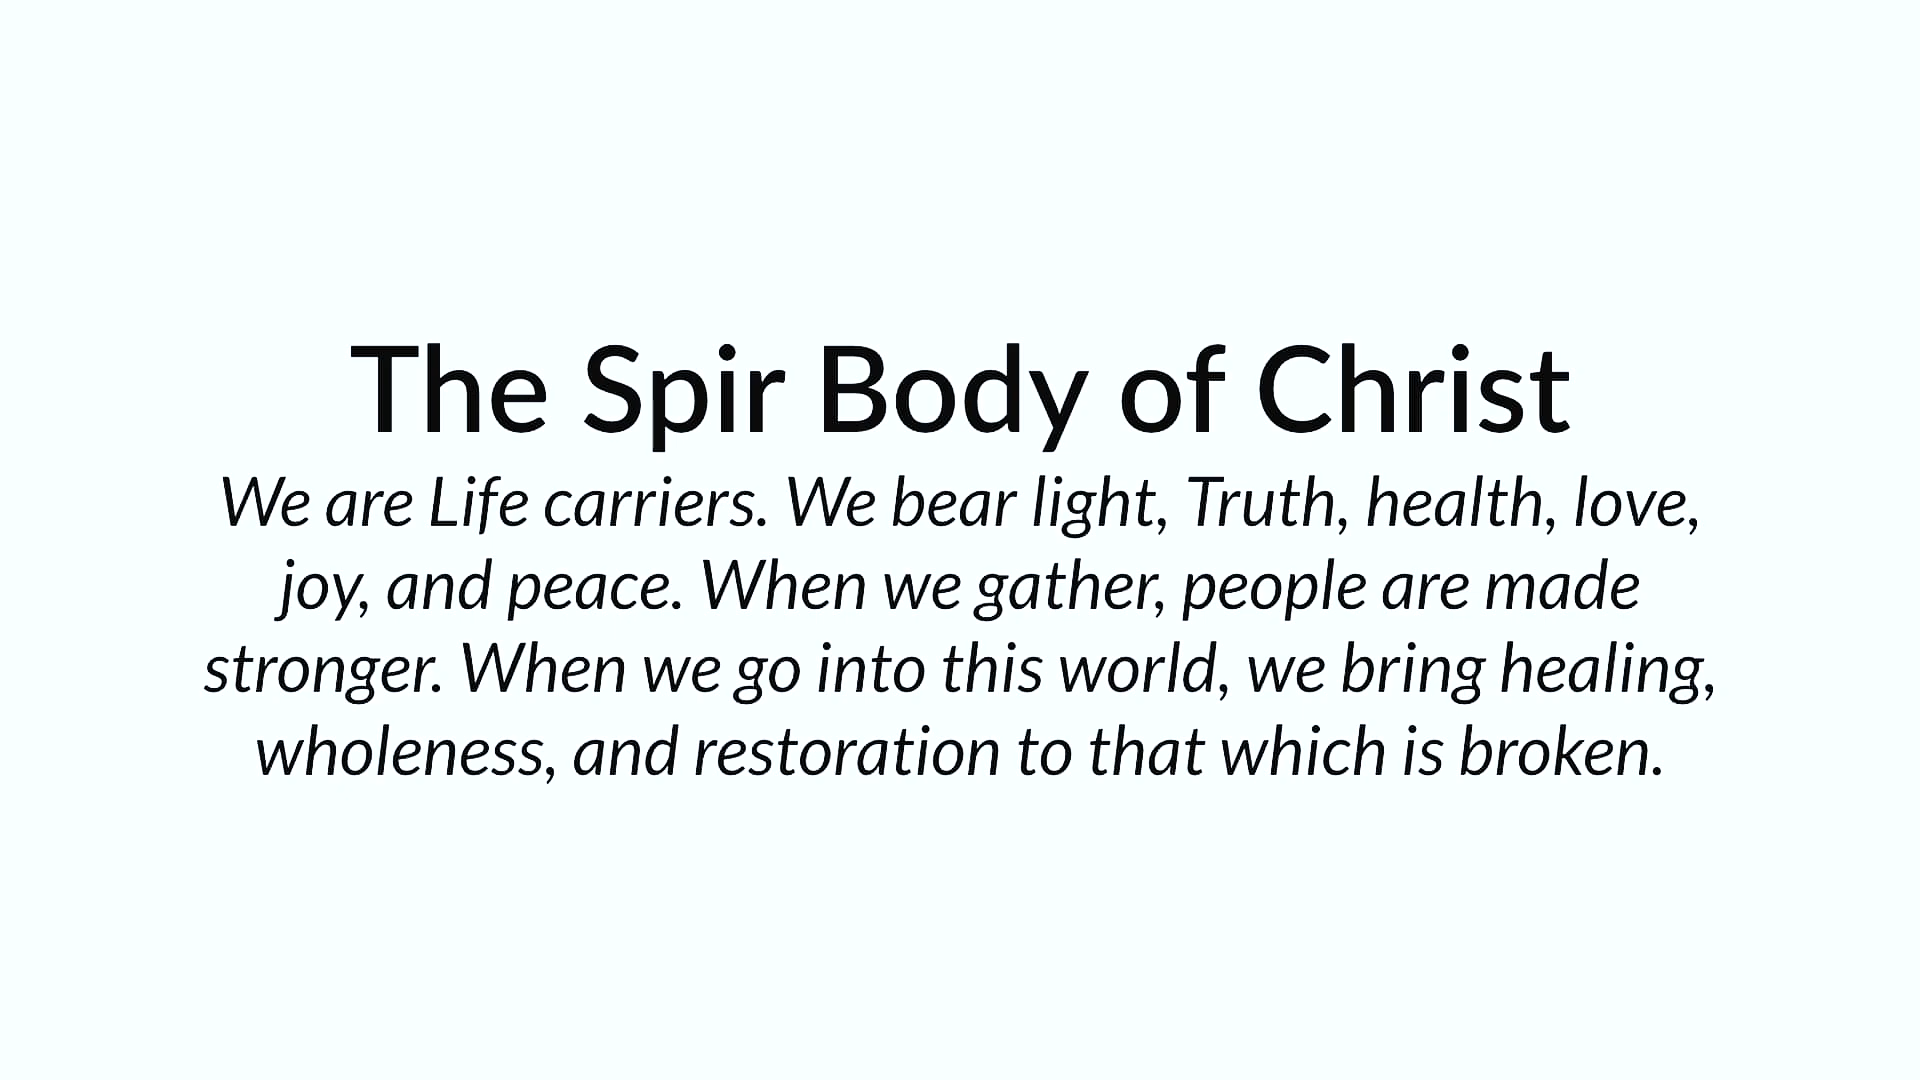 The Spir Body of Christ
We are Life carriers. We bear light, Truth, health, love,
joy, and peace. When we gather, people are made
stronger. When we go into this world, we bring healing,
wholeness, and restoration to that which is broken.